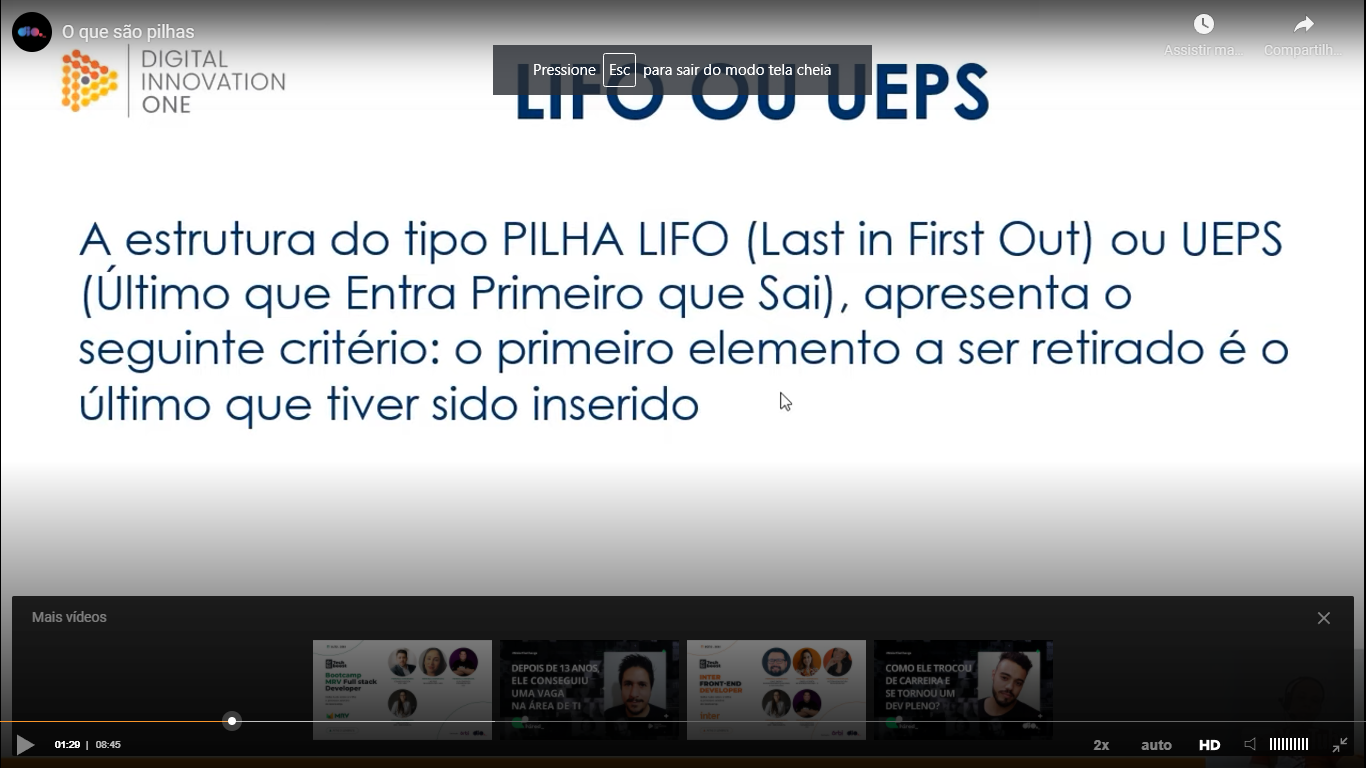 O que são pilhas
Assistir ma...
Compartilh...
DIGITAL
INNOVATION
ONE
Pressione Esc para sair do modo tela cheia
LIFO OU UEPS
A estrutura do tipo PILHA LIFO (Last in First Out) ou UEPS
(Último que Entra Primeiro que Sai), apresenta o
seguinte critério: o primeiro elemento a ser retirado é o
último que tiver sido inserido
Mais vídeos
Bootcamp
MRV Full stack
Developer
MRV
DEPOIS DE 13 ANOS,
ELE CONSEGUIU
UMA VAGA
NA ÁREA DE TI
INTER
FRONT-END
DEVELOPER
inter
COMO ELE TROCOU
DE CARREIRA E
SE TORNOU UM
DEV PLENO?
01:29 | 08:45
2x
auto
HD